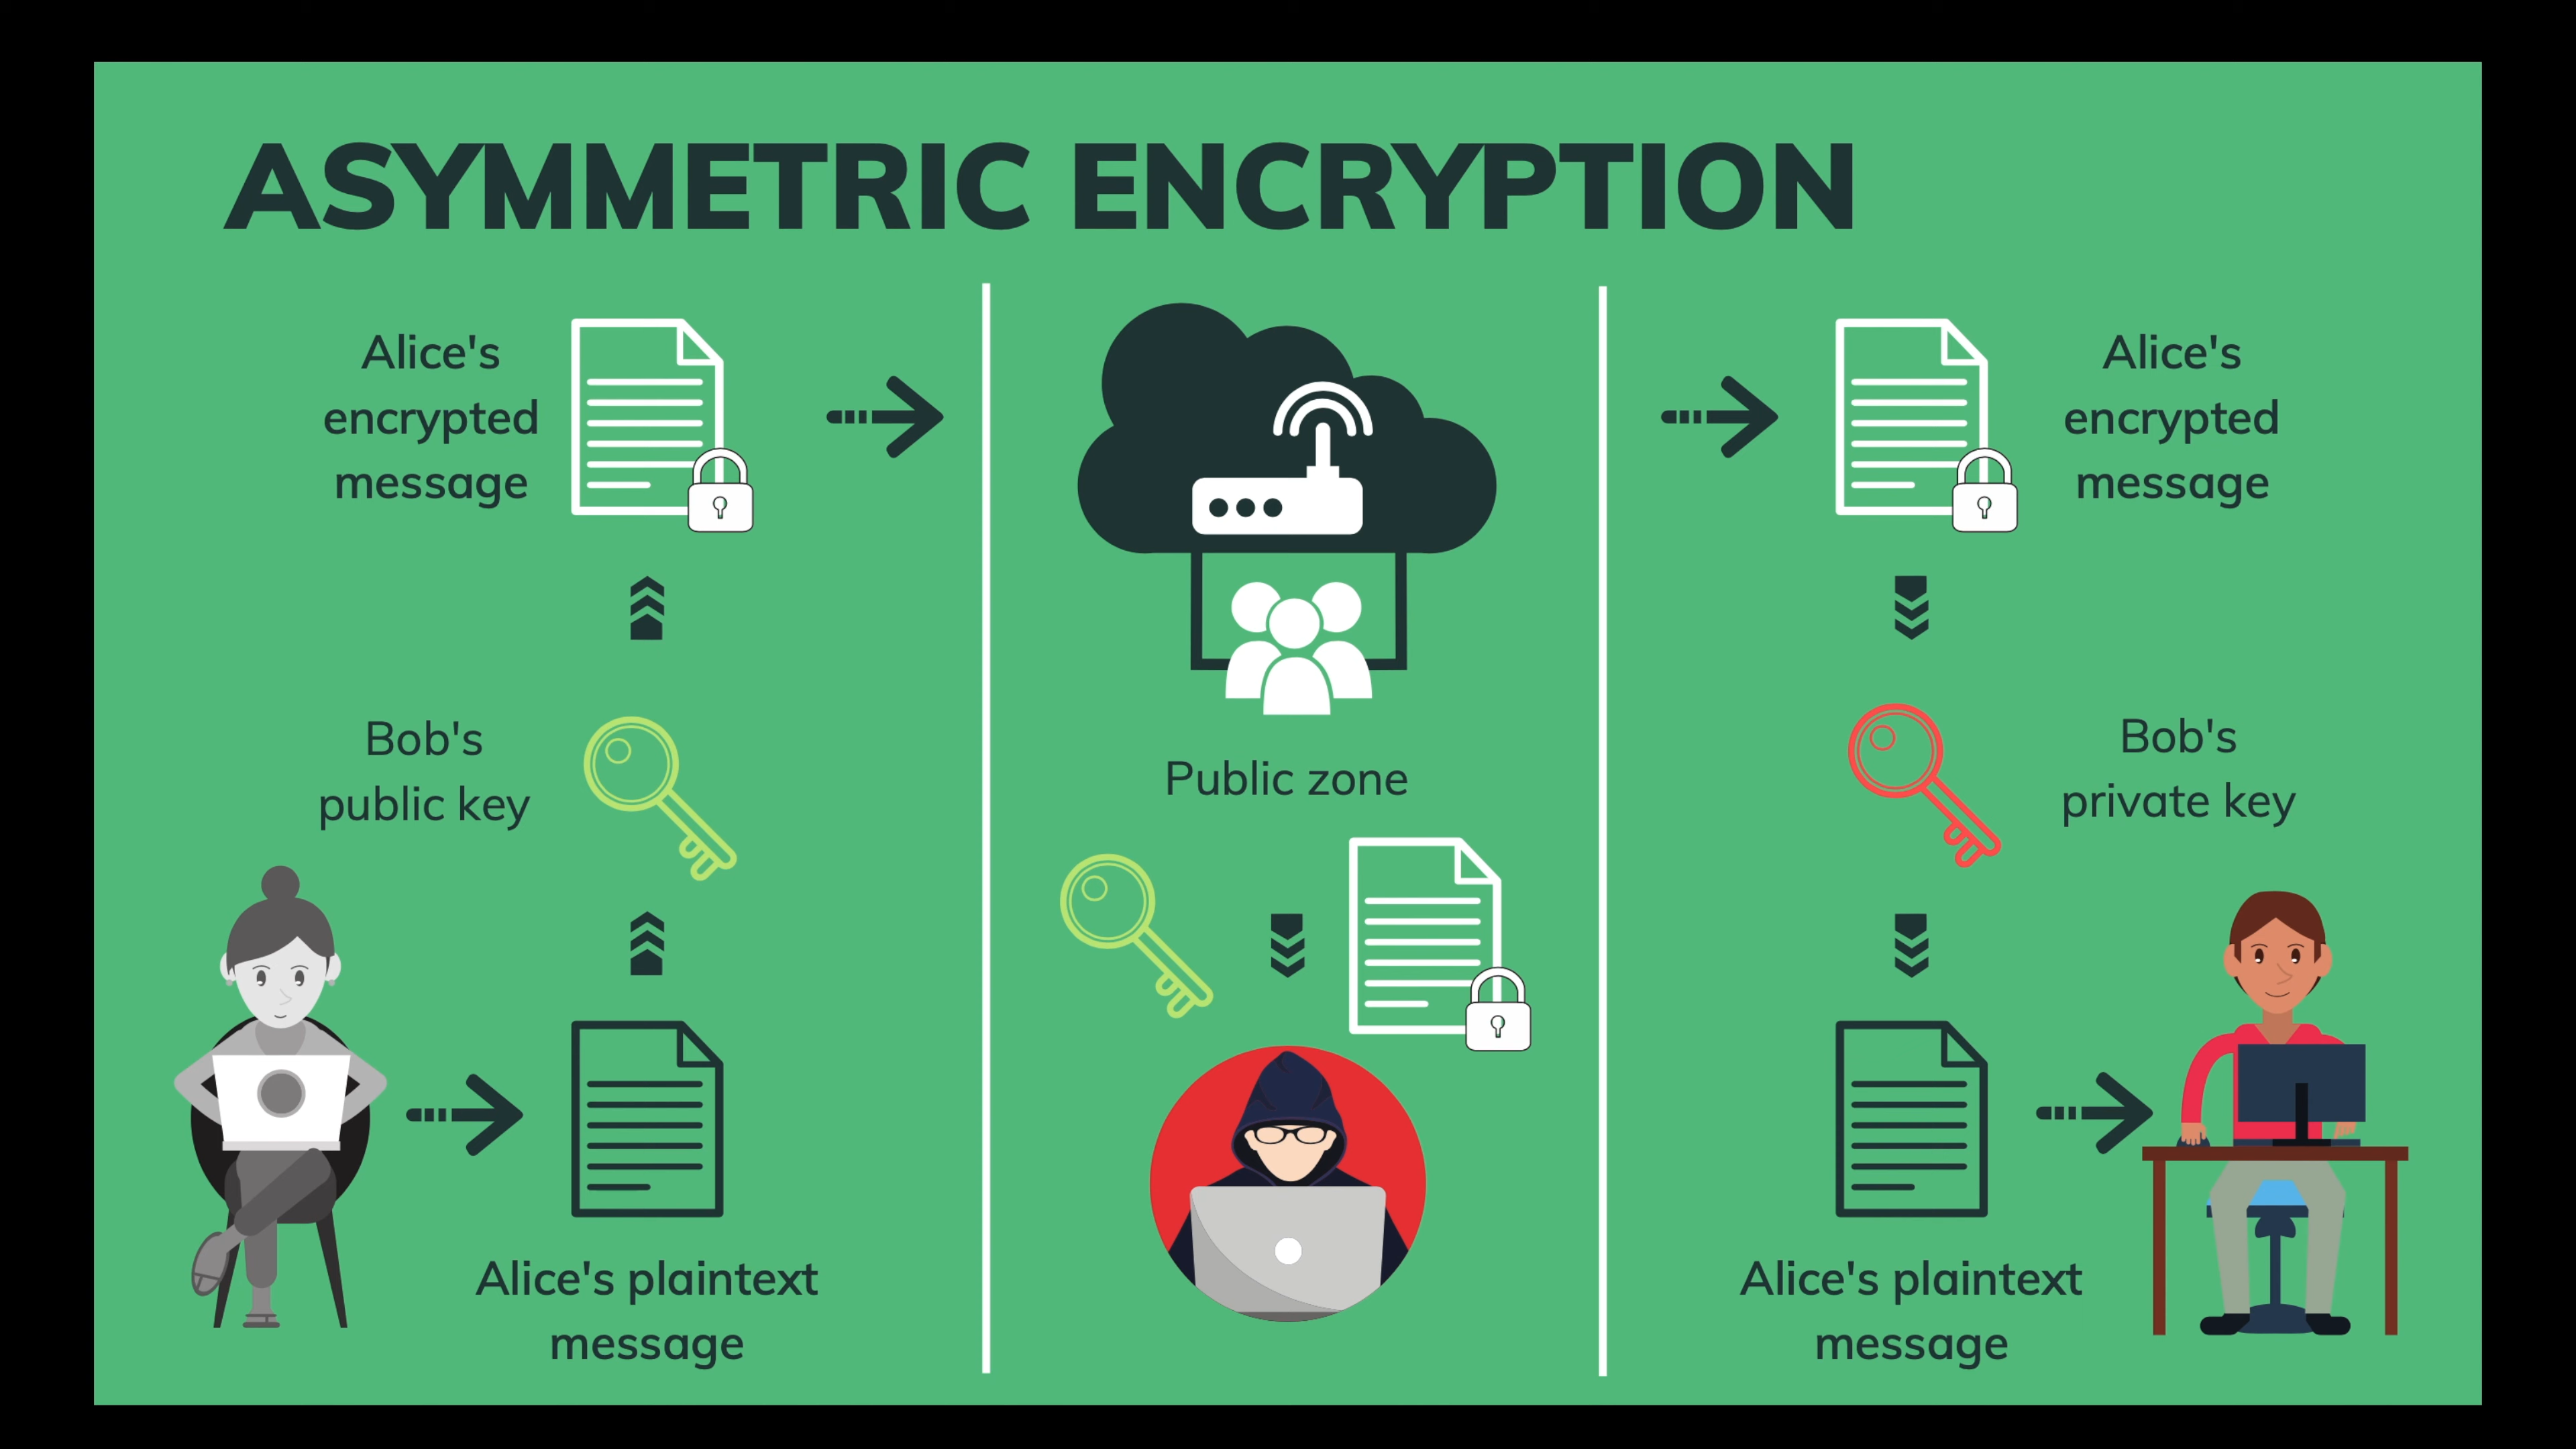 ASYMMETRIC ENCRYPTION
Alice's
encrypted
message
Bob's
public key
Alice's plaintext
message
Public zone
Alice's
encrypted
message
Bob's
private key
Alice's plaintext
message